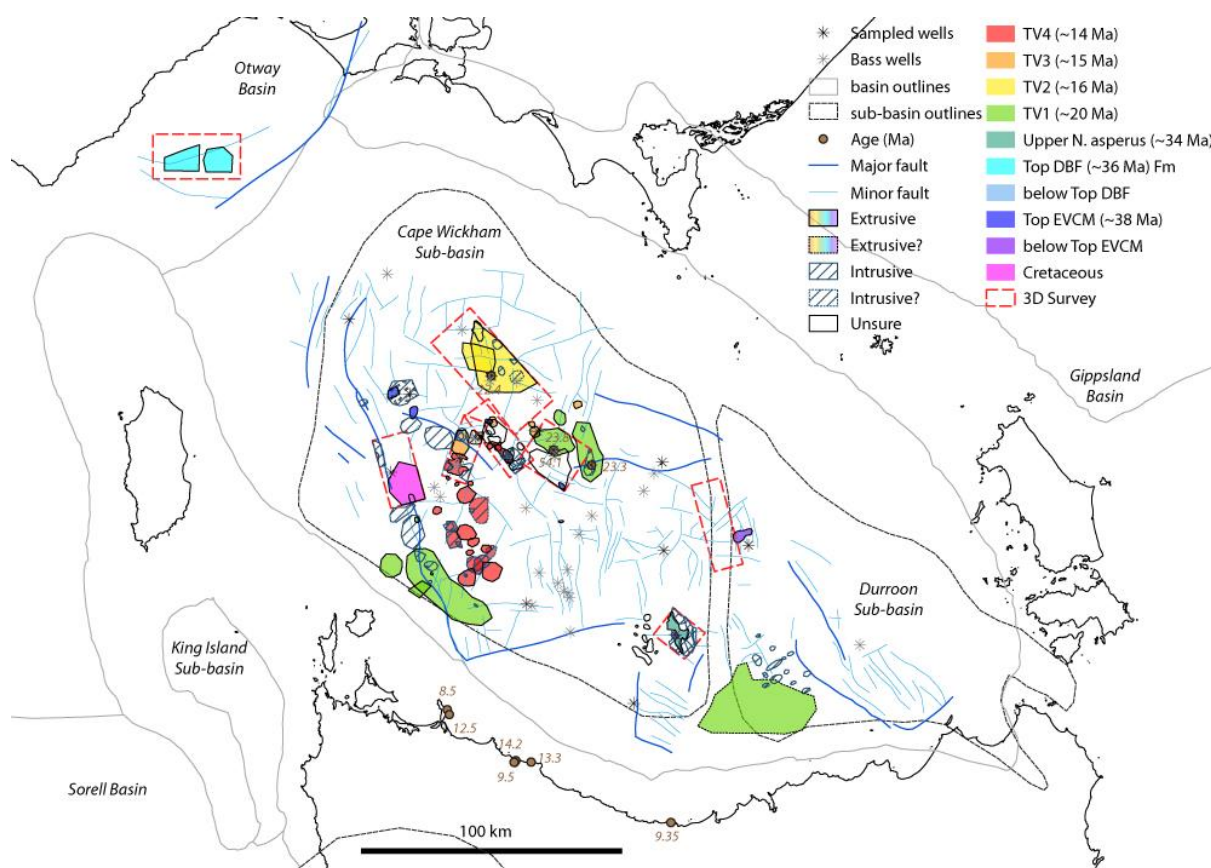 Otway
Basin
Sampled wells
Bass wells
basin outlines
sub-basin outlines
Age (Ma)
Major fault
Minor fault
Extrusive
Extrusive?
Intrusive
Intrusive?
Unsure
TV4 (~14 Ma)
TV3 (~15 Ma)
TV2 (~16 Ma)
TV1 (~20 Ma)
Upper N. asperus (~34 Ma)
Top DBF (~36 Ma) Fm
below Top DBF
Top EVCM (~38 Ma)
below Top EVCM
Cretaceous
3D Survey
Cape Wickham
Sub-basin
Gippsland
Basin
23.8
54.1
23.3
Durroon
Sub-basin
King Island
Sub-basin
8.5
12.5
14.2
13.3
9.5
Sorell Basin
9.35
100 km